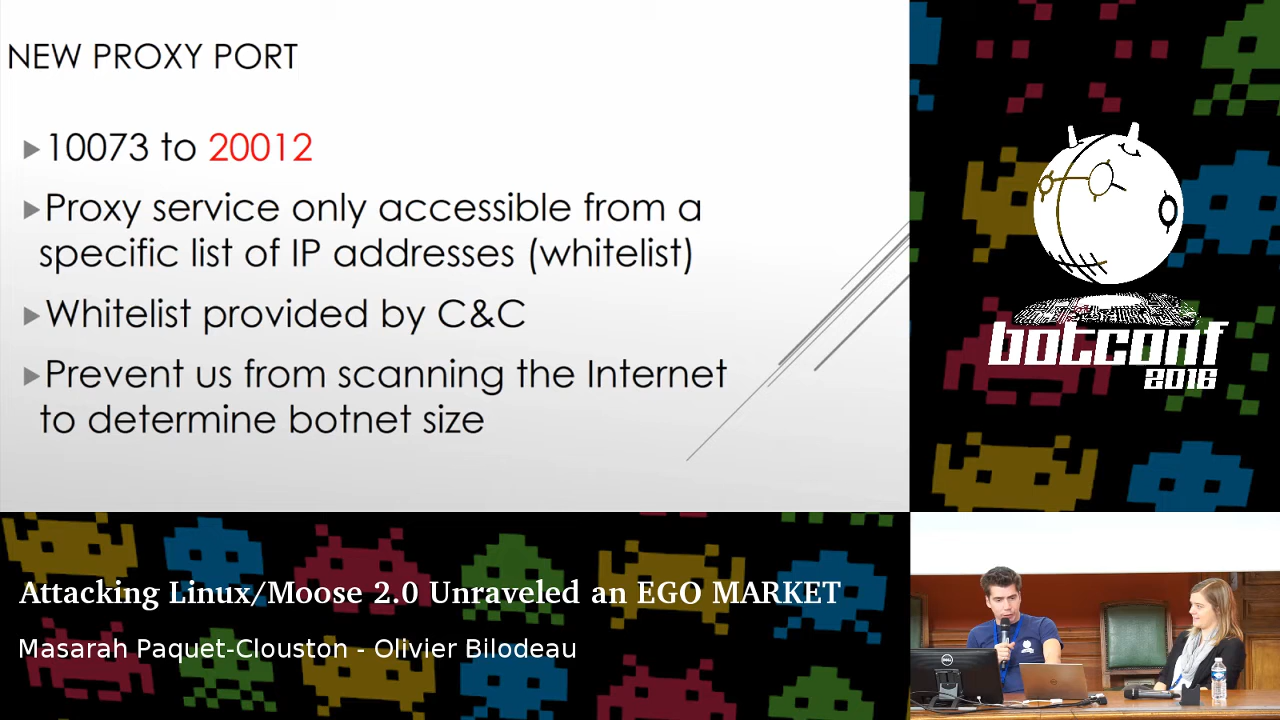 NEW PROXY PORT
10073 to 20012
Proxy service only accessible from a
specific list of IP addresses (whitelist)
Whitelist provided by C&C
Prevent us from scanning the Internet
to determine botnet size
botconf
2016
Attacking Linux/Moose 2.0 Unraveled an EGO MARKET
Masarah Paquet-Clouston - Olivier Bilodeau
DELL